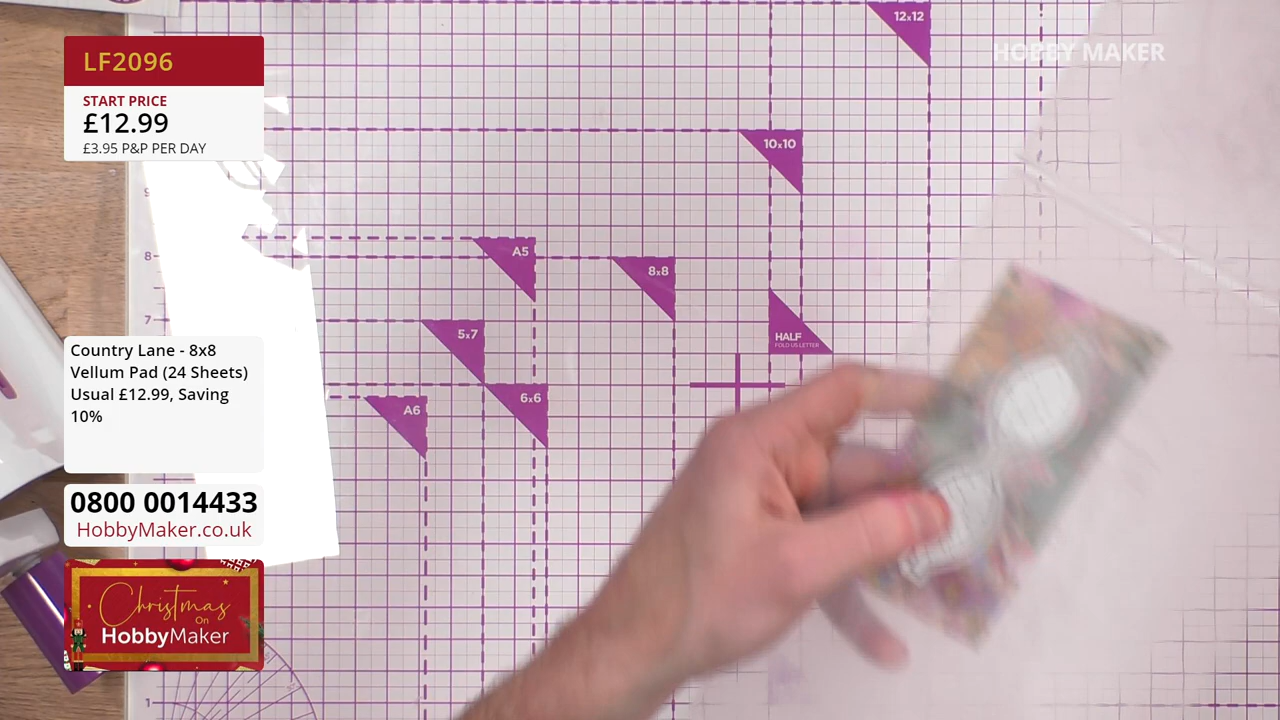 LF2096
START PRICE
£12.99
£3.95 P&P PER DAY
Country Lane - 8x8
Vellum Pad (24 Sheets)
Usual £12.99, Saving
10%
0800 0014433
HobbyMaker.co.uk
Christmas
On
HobbyMaker
HOBBY MAKER
12x12
10x10
A5
8x8
5x7
HALF
FOLD US LETTER
6x6
A6
9
8
7
1